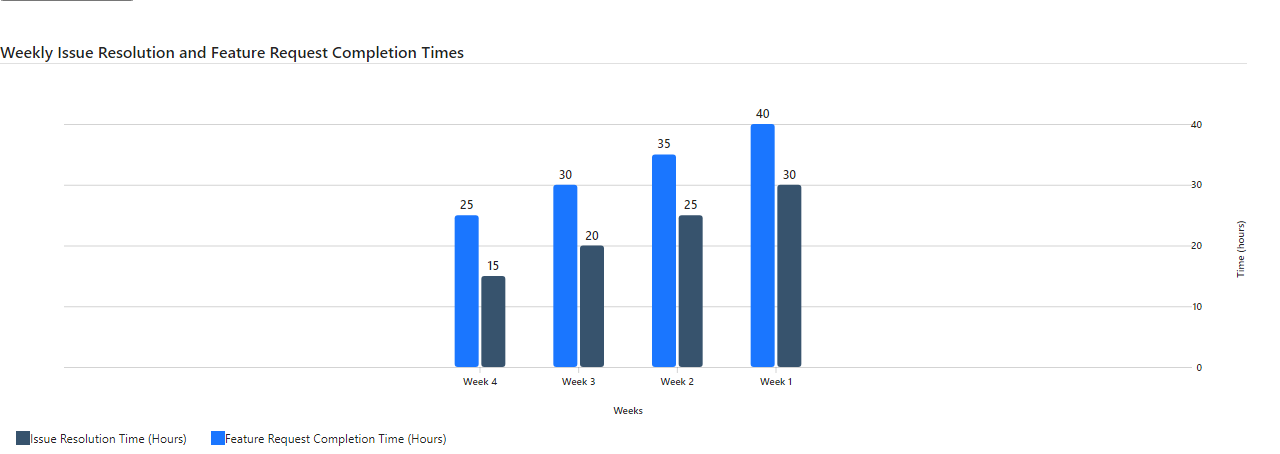 Weekly Issue Resolution and Feature Request Completion Times
40
35
30
30
25
25
20
15
40
30
20
10
0
Time (hours)
Week 4 Week 3 Week 2 Week 1
Weeks
Issue Resolution Time (Hours) Feature Request Completion Time (Hours)